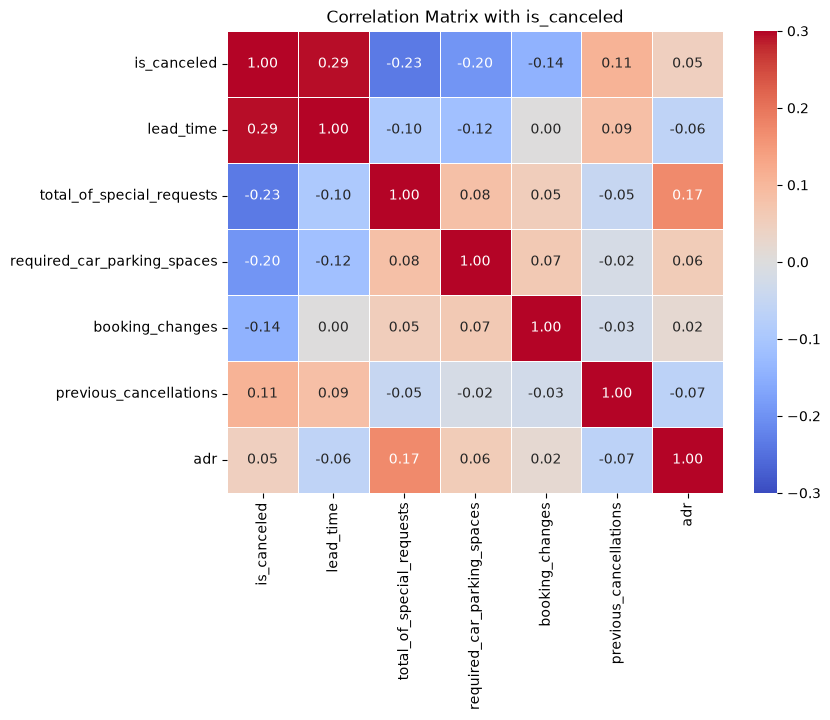 Correlation Matrix with is_canceled
is_canceled 1.00 0.29 -0.23 -0.20 -0.14 0.11 0.05
lead_time 0.29 1.00 -0.10 -0.12 0.00 0.09 -0.06
total_of_special_requests -0.23 -0.10 1.00 0.08 0.05 -0.05 0.17
required_car_parking_spaces -0.20 -0.12 0.08 1.00 0.07 -0.02 0.06
booking_changes -0.14 0.00 0.05 0.07 1.00 -0.03 0.02
previous_cancellations 0.11 0.09 -0.05 -0.02 -0.03 1.00 -0.07
adr 0.05 -0.06 0.17 0.06 0.02 -0.07 1.00
is_canceled
lead_time
total_of_special_requests
required_car_parking_spaces
booking_changes
previous_cancellations
adr
0.3
0.2
0.1
0.0
−0.1
−0.2
−0.3